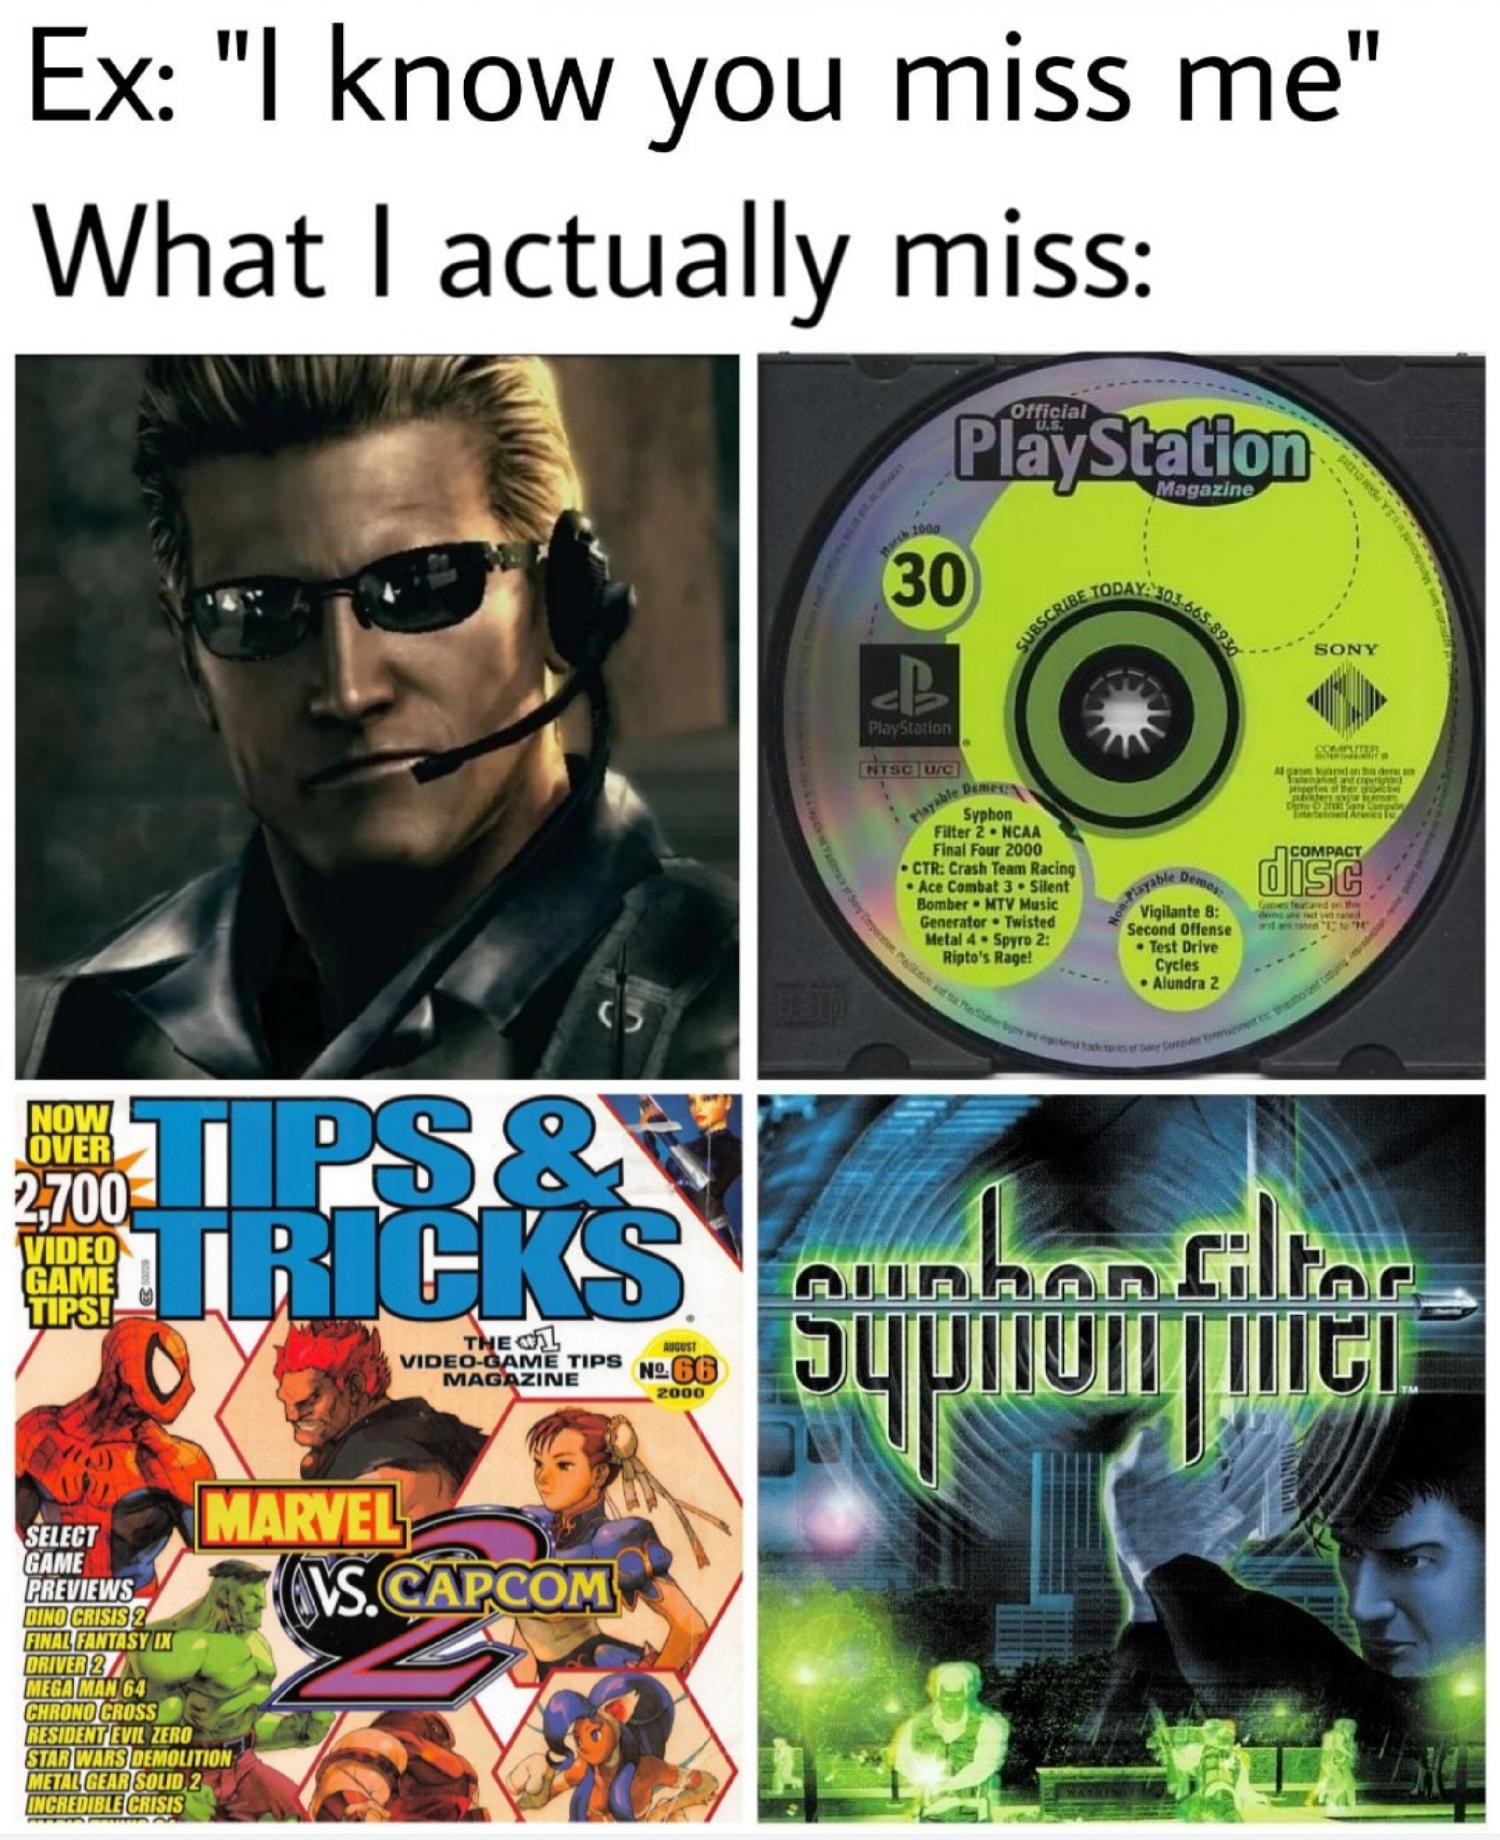 Ex: "I know you miss me"
What I actually miss:
Official
U.S.
PlayStation
Magazine
March 2000
30
SUBSCRIBE TODAY: 303-665-8930
SONY
PlayStation
COMPUTER
NTSC U/C
Playable Demos:
Syphon
Filter 2 • NCAA
Final Four 2000
• CTR: Crash Team Racing
• Ace Combat 3 • Silent
Bomber • MTV Music
Generator • Twisted
Metal 4 • Spyro 2:
Ripto's Rage!
Non-Playable Demos:
Vigilante 8:
Second Offense
• Test Drive
Cycles
• Alundra 2
COMPACT
disc
NOW
OVER
2,700
VIDEO
GAME
TIPS!
TIPS &
TRICKS
THE #1
VIDEO-GAME TIPS
MAGAZINE
AUGUST
No. 66
2000
MARVEL
VS. CAPCOM
2
SELECT
GAME
PREVIEWS
DINO CRISIS 2
FINAL FANTASY IX
DRIVER 2
MEGA MAN 64
CHRONO CROSS
RESIDENT EVIL ZERO
STAR WARS DEMOLITION
METAL GEAR SOLID 2
INCREDIBLE CRISIS
syphon filter
TM